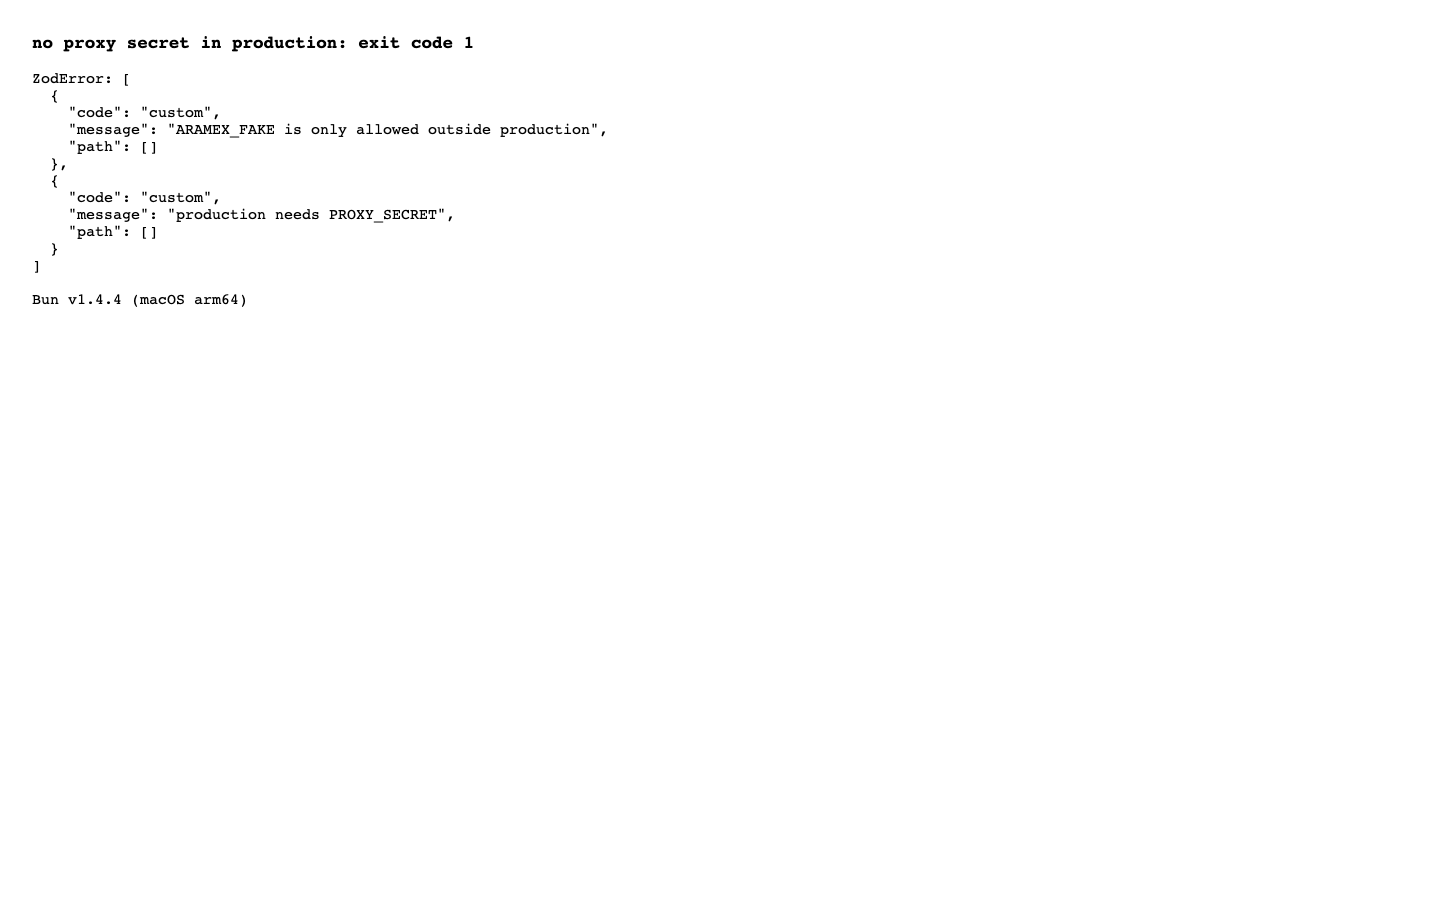 no proxy secret in production: exit code 1
ZodError: [
  {
    "code": "custom",
    "message": "ARAMEX_FAKE is only allowed outside production",
    "path": []
  },
  {
    "code": "custom",
    "message": "production needs PROXY_SECRET",
    "path": []
  }
]
Bun v1.4.4 (macOS arm64)